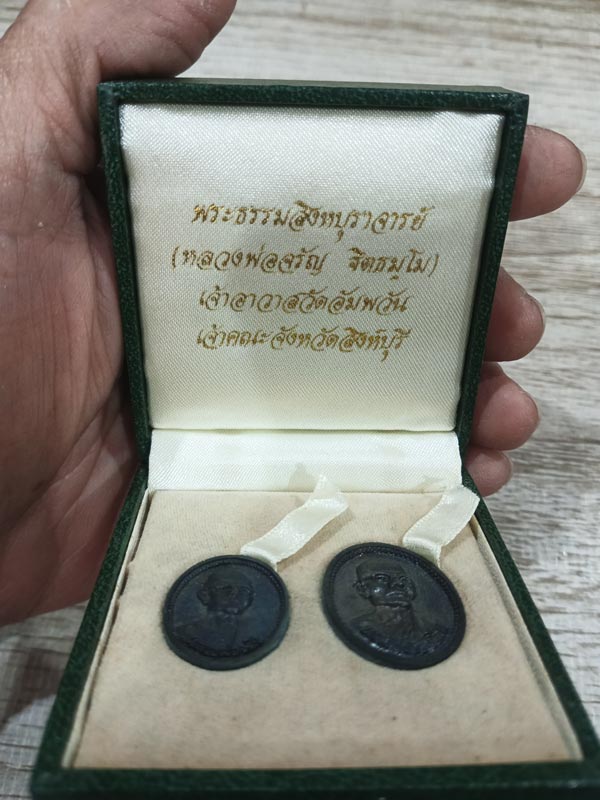 พระธรรมสิงหบุราจารย์
(หลวงพ่อจรัญ ฐิตธมฺโม)
เจ้าอาวาสวัดอัมพวัน
เจ้าคณะจังหวัดสิงห์บุรี